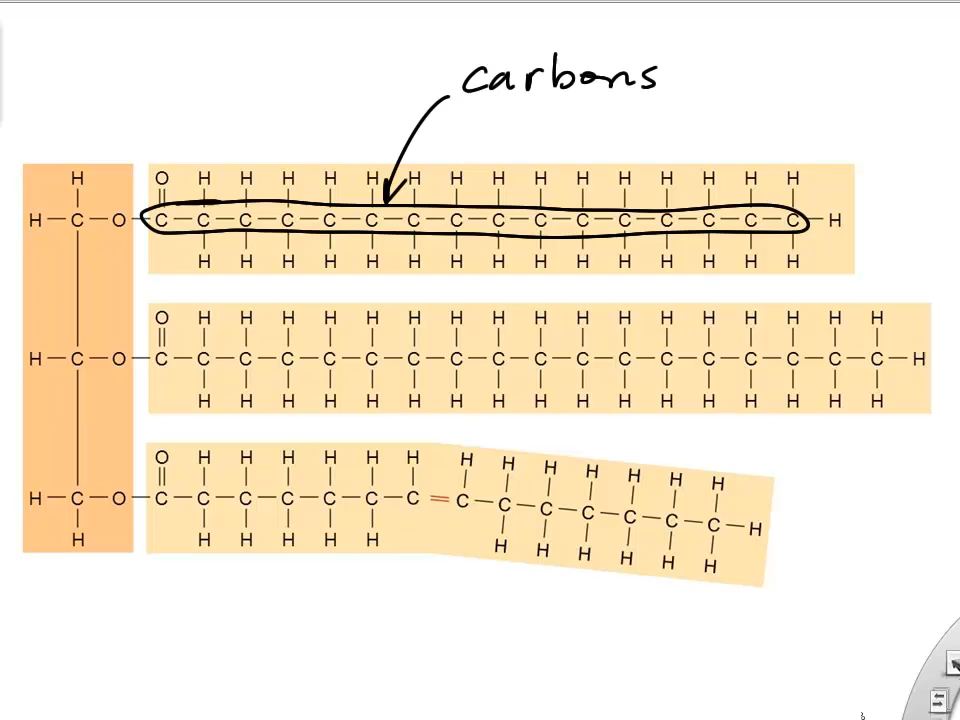 carbons
H O H H H H H H H H H H H H H H H
H — C — O — C — C — C — C — C — C — C — C — C — C — C — C — C — C — C — C — H
H H H H H H H H H H H H H H H
O H H H H H H H H H H H H H H H H H
H — C — O — C — C — C — C — C — C — C — C — C — C — C — C — C — C — C — C — C — C — H
H H H H H H H H H H H H H H H H H
O H H H H H H H H H H H H H
H — C — O — C — C — C — C — C — C — C = C — C — C — C — C — C — C — H
H H H H H H H H H H H H